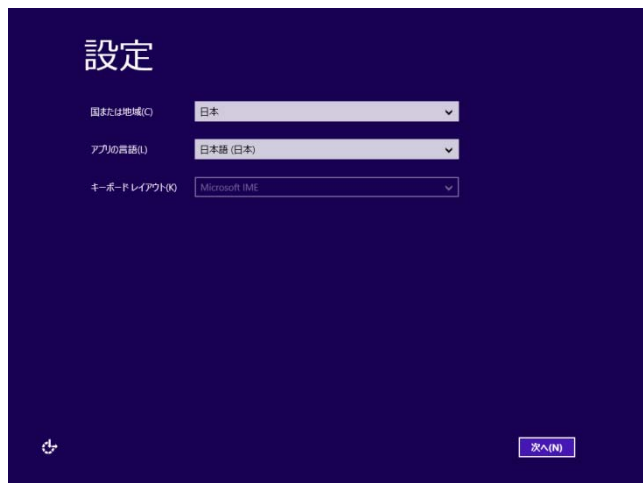 設定
国または地域(C) 日本
アプリの言語(L) 日本語 (日本)
キーボード レイアウト(K) Microsoft IME
次へ(N)